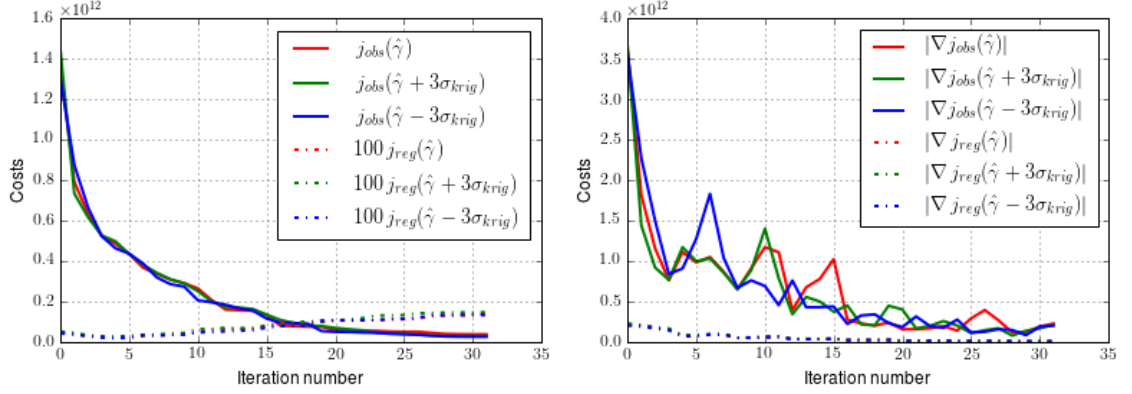 ×10¹²
1.6
1.4
1.2
1.0
0.8
0.6
0.4
0.2
0.0
Costs
0 5 10 15 20 25 30 35
Iteration number
j_obs(γ̂)
j_obs(γ̂ + 3σ_krig)
j_obs(γ̂ − 3σ_krig)
100 j_reg(γ̂)
100 j_reg(γ̂ + 3σ_krig)
100 j_reg(γ̂ − 3σ_krig)
×10¹²
4.0
3.5
3.0
2.5
2.0
1.5
1.0
0.5
0.0
Costs
0 5 10 15 20 25 30 35
Iteration number
|∇j_obs(γ̂)|
|∇j_obs(γ̂ + 3σ_krig)|
|∇j_obs(γ̂ − 3σ_krig)|
|∇ j_reg(γ̂)|
|∇ j_reg(γ̂ + 3σ_krig)|
|∇ j_reg(γ̂ − 3σ_krig)|